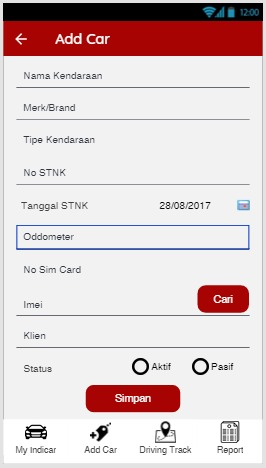 12:00
Add Car
Nama Kendaraan
Merk/Brand
Tipe Kendaraan
No STNK
Tanggal STNK 28/08/2017
Oddometer
No Sim Card
Imei Cari
Klien
Status Aktif Pasif
Simpan
My Indicar Add Car Driving Track Report